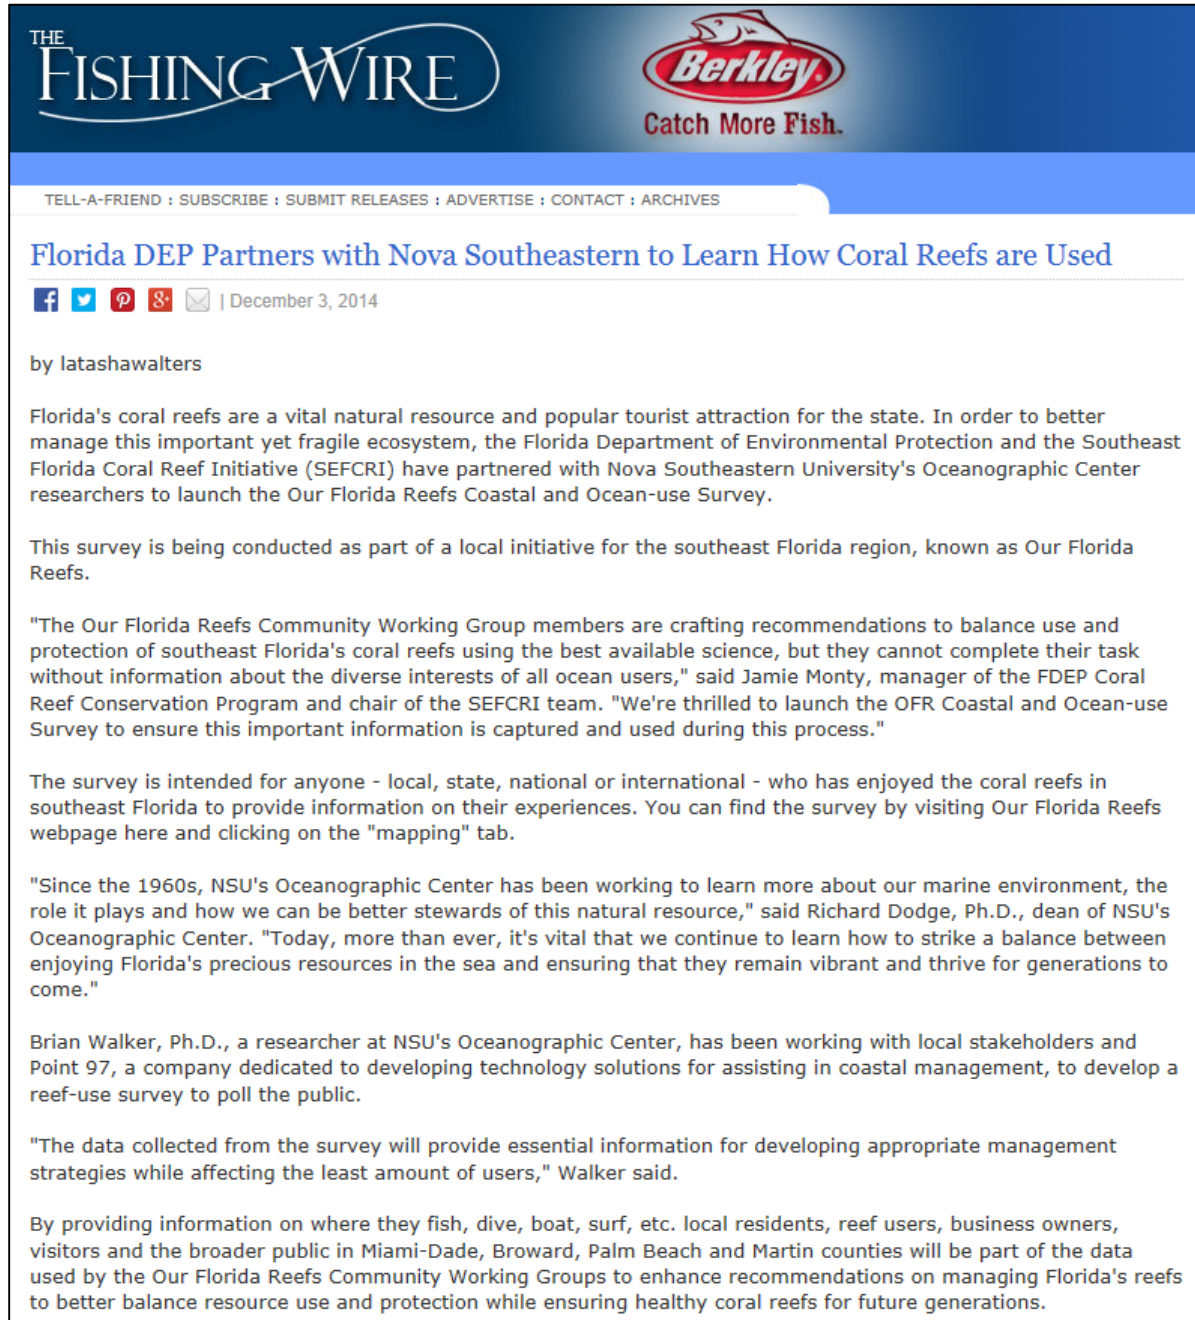 THE
FISHING WIRE
Berkley
Catch More Fish.
TELL-A-FRIEND : SUBSCRIBE : SUBMIT RELEASES : ADVERTISE : CONTACT : ARCHIVES
Florida DEP Partners with Nova Southeastern to Learn How Coral Reefs are Used
| December 3, 2014
by latashawalters
Florida's coral reefs are a vital natural resource and popular tourist attraction for the state. In order to better
manage this important yet fragile ecosystem, the Florida Department of Environmental Protection and the Southeast
Florida Coral Reef Initiative (SEFCRI) have partnered with Nova Southeastern University's Oceanographic Center
researchers to launch the Our Florida Reefs Coastal and Ocean-use Survey.
This survey is being conducted as part of a local initiative for the southeast Florida region, known as Our Florida
Reefs.
"The Our Florida Reefs Community Working Group members are crafting recommendations to balance use and
protection of southeast Florida's coral reefs using the best available science, but they cannot complete their task
without information about the diverse interests of all ocean users," said Jamie Monty, manager of the FDEP Coral
Reef Conservation Program and chair of the SEFCRI team. "We're thrilled to launch the OFR Coastal and Ocean-use
Survey to ensure this important information is captured and used during this process."
The survey is intended for anyone - local, state, national or international - who has enjoyed the coral reefs in
southeast Florida to provide information on their experiences. You can find the survey by visiting Our Florida Reefs
webpage here and clicking on the "mapping" tab.
"Since the 1960s, NSU's Oceanographic Center has been working to learn more about our marine environment, the
role it plays and how we can be better stewards of this natural resource," said Richard Dodge, Ph.D., dean of NSU's
Oceanographic Center. "Today, more than ever, it's vital that we continue to learn how to strike a balance between
enjoying Florida's precious resources in the sea and ensuring that they remain vibrant and thrive for generations to
come."
Brian Walker, Ph.D., a researcher at NSU's Oceanographic Center, has been working with local stakeholders and
Point 97, a company dedicated to developing technology solutions for assisting in coastal management, to develop a
reef-use survey to poll the public.
"The data collected from the survey will provide essential information for developing appropriate management
strategies while affecting the least amount of users," Walker said.
By providing information on where they fish, dive, boat, surf, etc. local residents, reef users, business owners,
visitors and the broader public in Miami-Dade, Broward, Palm Beach and Martin counties will be part of the data
used by the Our Florida Reefs Community Working Groups to enhance recommendations on managing Florida's reefs
to better balance resource use and protection while ensuring healthy coral reefs for future generations.